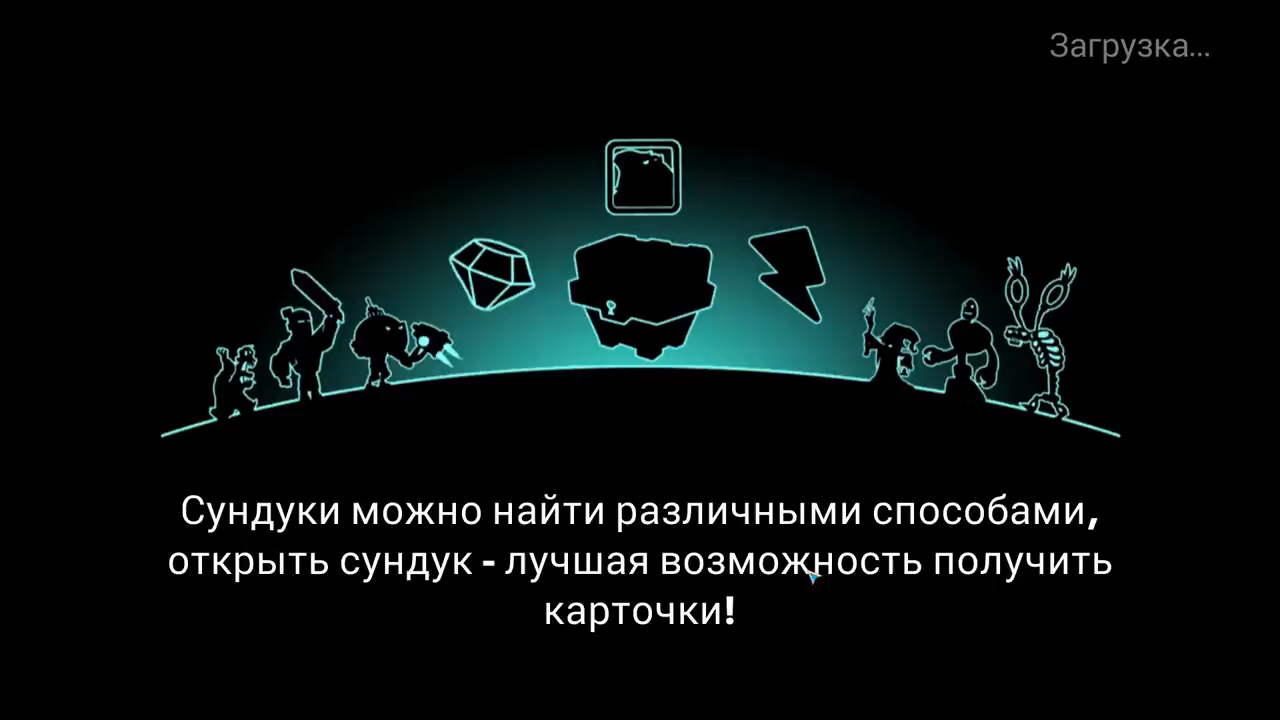 Загрузка...
Сундуки можно найти различными способами,
открыть сундук - лучшая возможность получить
карточки!